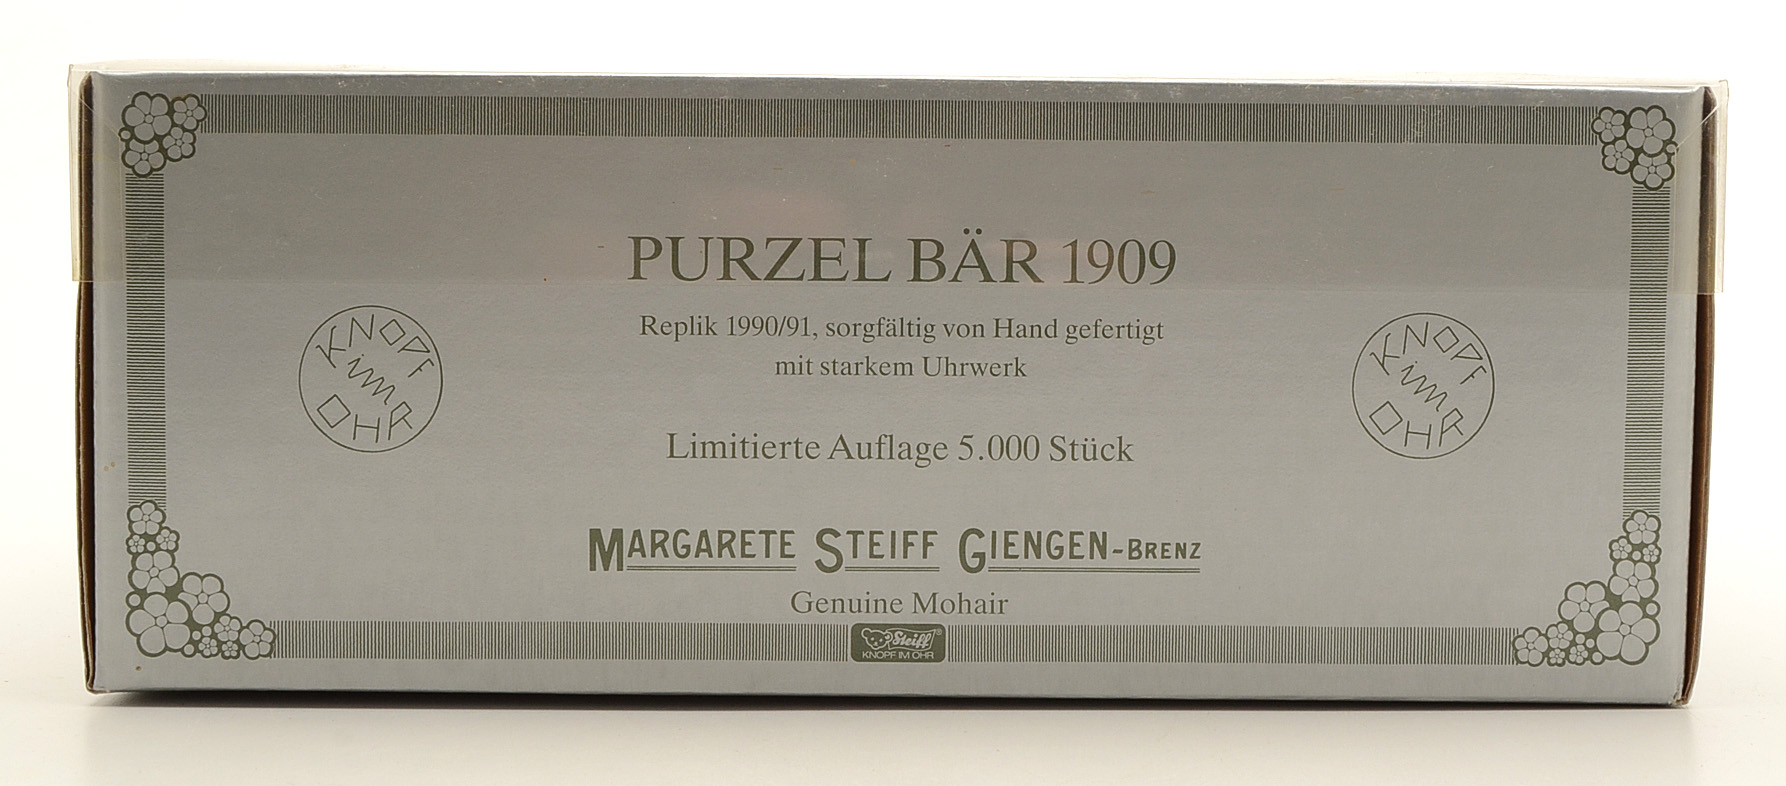 PURZEL BÄR 1909
Replik 1990/91, sorgfältig von Hand gefertigt
mit starkem Uhrwerk
KNOPF
im
OHR
KNOPF
im
OHR
Limitierte Auflage 5.000 Stück
MARGARETE STEIFF GIENGEN-BRENZ
Genuine Mohair
Steiff®
KNOPF IM OHR